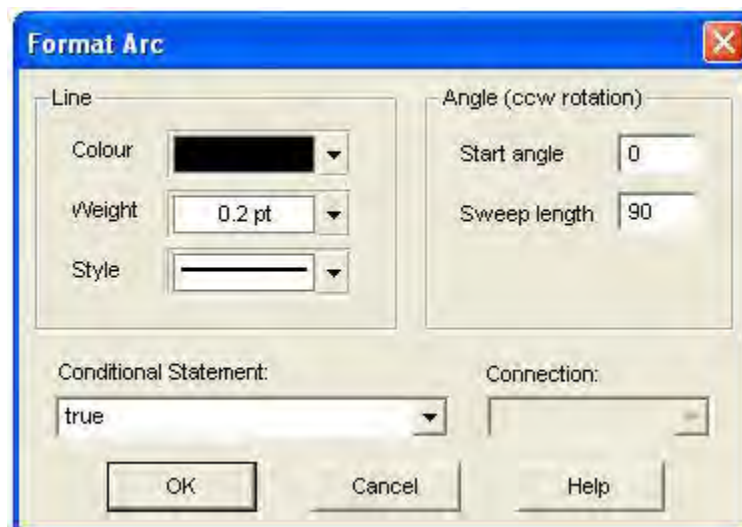 Format Arc
Line
Colour
Weight
0.2 pt
Style
Angle (ccw rotation)
Start angle
0
Sweep length
90
Conditional Statement:
true
Connection:
OK
Cancel
Help